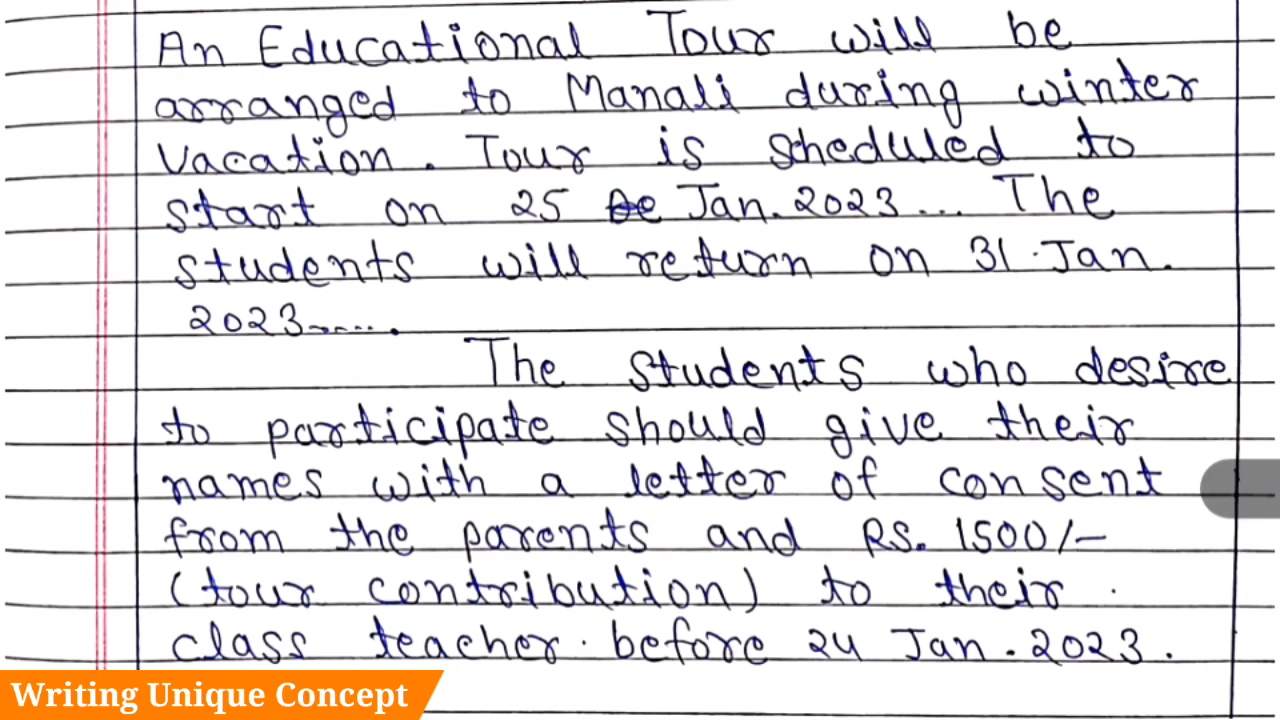 An Educational Tour will be
arranged to Manali during winter
vacation. Tour is scheduled to
start on 25 Jan. 2023... The
students will return on 31 Jan.
2023.....
The students who desire
to participate should give their
names with a letter of consent
from the parents and Rs. 1500/-
(tour contribution) to their
class teacher. before 24 Jan. 2023.
Writing Unique Concept